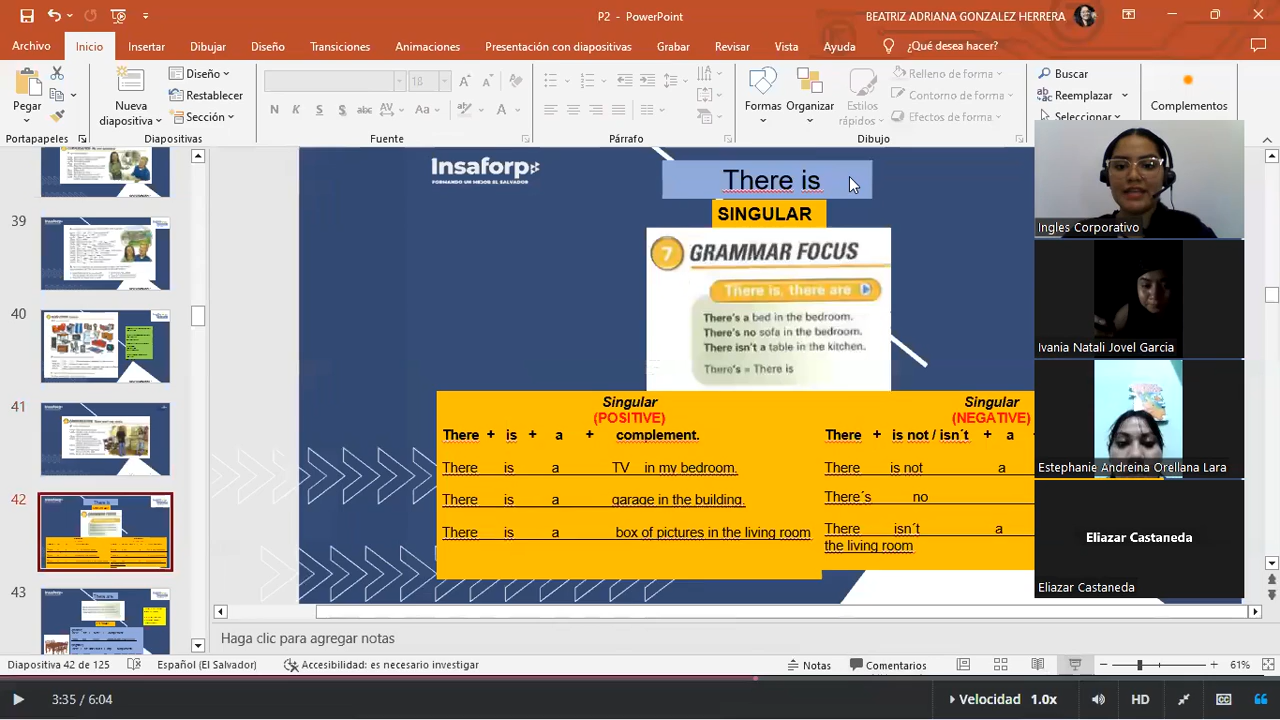 P2 - PowerPoint
BEATRIZ ADRIANA GONZALEZ HERRERA
Archivo Inicio Insertar Dibujar Diseño Transiciones Animaciones Presentación con diapositivas Grabar Revisar Vista Ayuda ¿Qué desea hacer?
Pegar
Portapapeles
Nueva diapositiva
Diseño
Restablecer
Sección
Diapositivas
18
N K S S abc AV Aa A
Fuente
Párrafo
Formas
Organizar
Estilos rápidos
Relleno de forma
Contorno de forma
Efectos de forma
Dibujo
Buscar
Reemplazar
Seleccionar
Complementos
39
40
41
42
43
Insaforp
FORMANDO UN MEJOR EL SALVADOR
There is
SINGULAR
7 GRAMMAR FOCUS
There is, there are
There's a bed in the bedroom.
There's no sofa in the bedroom.
There isn't a table in the kitchen.
There's = There is
Singular
(POSITIVE)
There + is + a + complement.
There is a TV in my bedroom.
There is a garage in the building.
There is a box of pictures in the living room
Singular
(NEGATIVE)
There + is not / isn´t + a
There is not a
There´s no
There isn´t a
the living room
Ingles Corporativo
Ivania Natali Jovel Garcia
Estephanie Andreina Orellana Lara
Eliazar Castaneda
Eliazar Castaneda
Haga clic para agregar notas
Diapositiva 42 de 125 Español (El Salvador) Accesibilidad: es necesario investigar Notas Comentarios 61%
3:35 / 6:04 Velocidad 1.0x HD CC